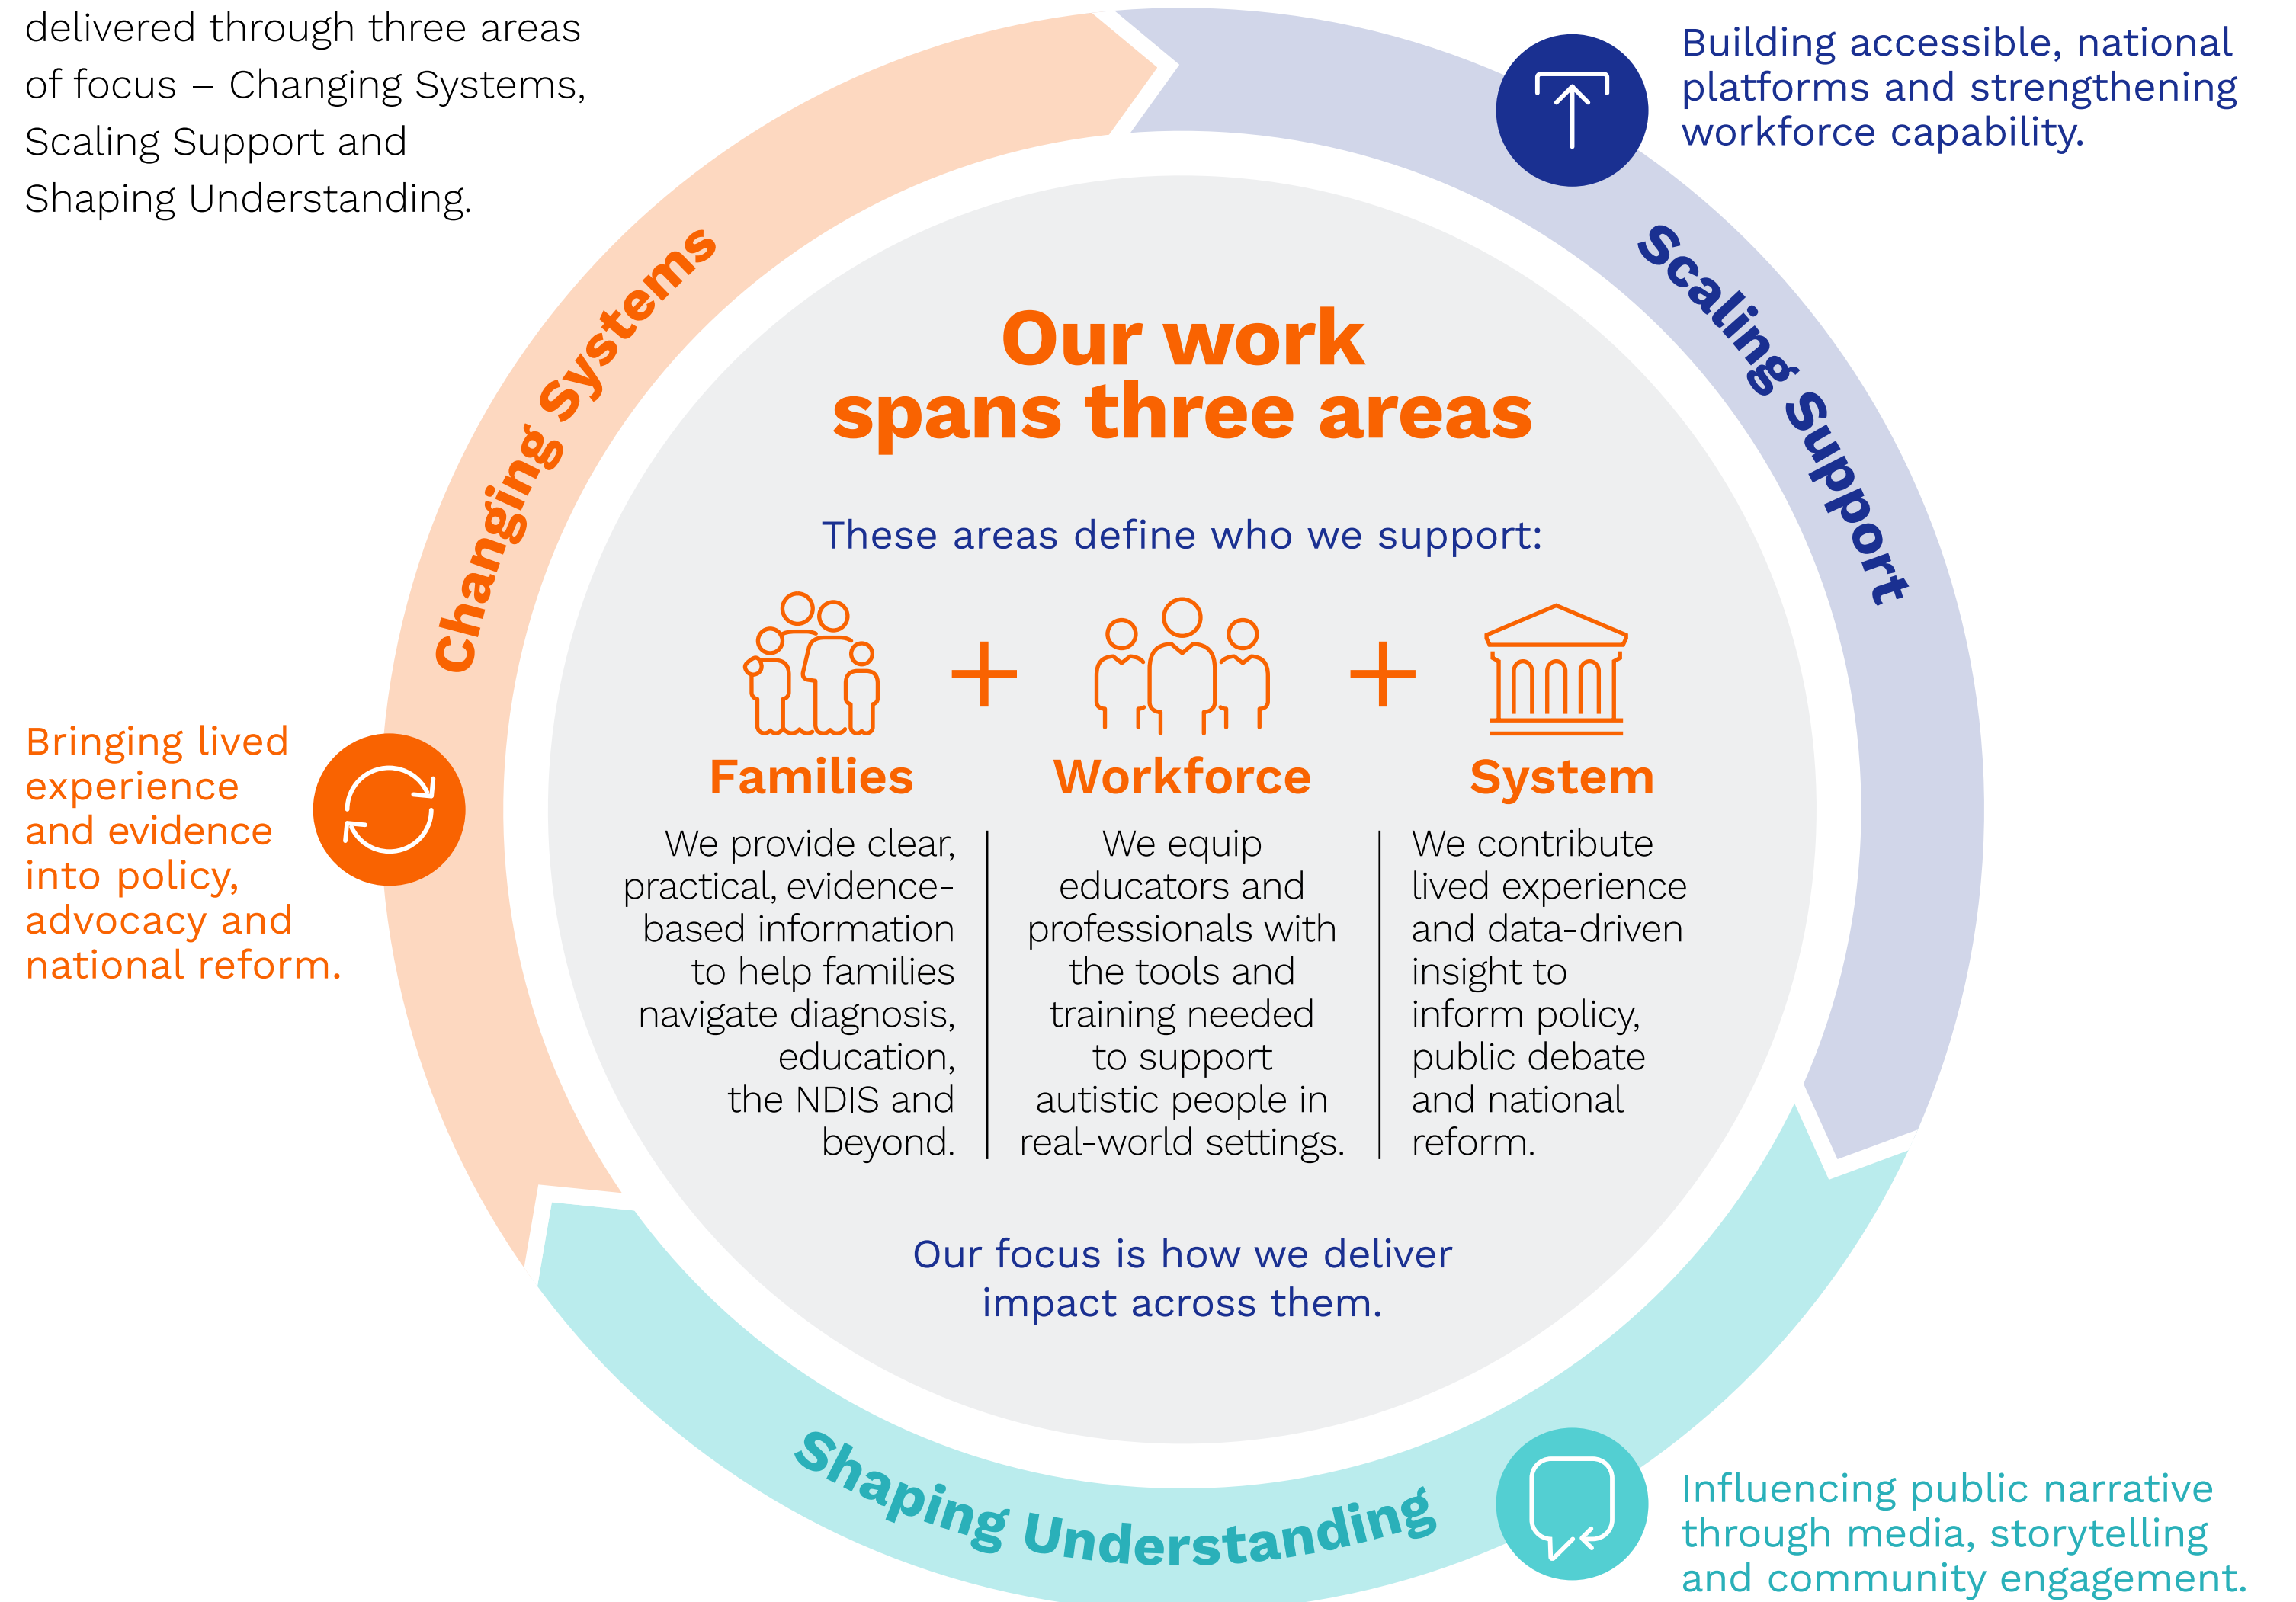 delivered through three areas
of focus – Changing Systems,
Scaling Support and
Shaping Understanding.
Building accessible, national
platforms and strengthening
workforce capability.
Changing Systems
Scaling Support
Our work
spans three areas
These areas define who we support:
Families
We provide clear,
practical, evidence-
based information
to help families
navigate diagnosis,
education,
the NDIS and
beyond.
Workforce
We equip
educators and
professionals with
the tools and
training needed
to support
autistic people in
real-world settings.
System
We contribute
lived experience
and data-driven
insight to
inform policy,
public debate
and national
reform.
Bringing lived
experience
and evidence
into policy,
advocacy and
national reform.
Our focus is how we deliver
impact across them.
Shaping Understanding
Influencing public narrative
through media, storytelling
and community engagement.